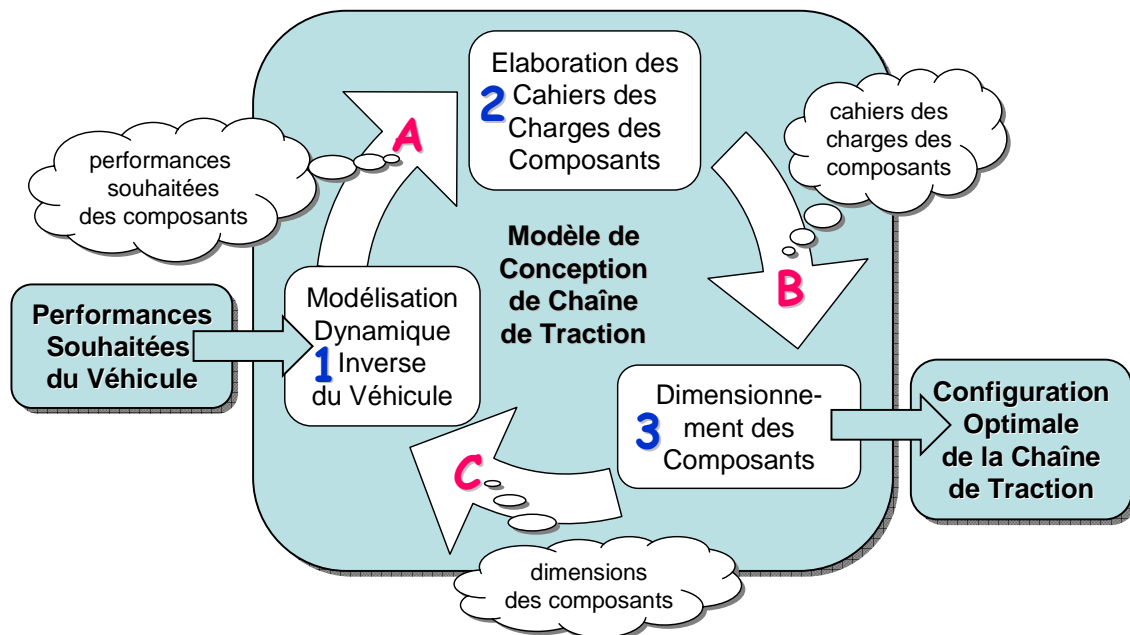 Elaboration des
2 Cahiers des
Charges des
Composants
cahiers des
charges des
composants
A
performances
souhaitées
des composants
Modèle de
Conception
de Chaîne
de Traction
B
Performances
Souhaitées
du Véhicule
Modélisation
Dynamique
1 Inverse
du Véhicule
Dimensionne-
3 ment des
Composants
Configuration
Optimale
de la Chaîne
de Traction
C
dimensions
des composants